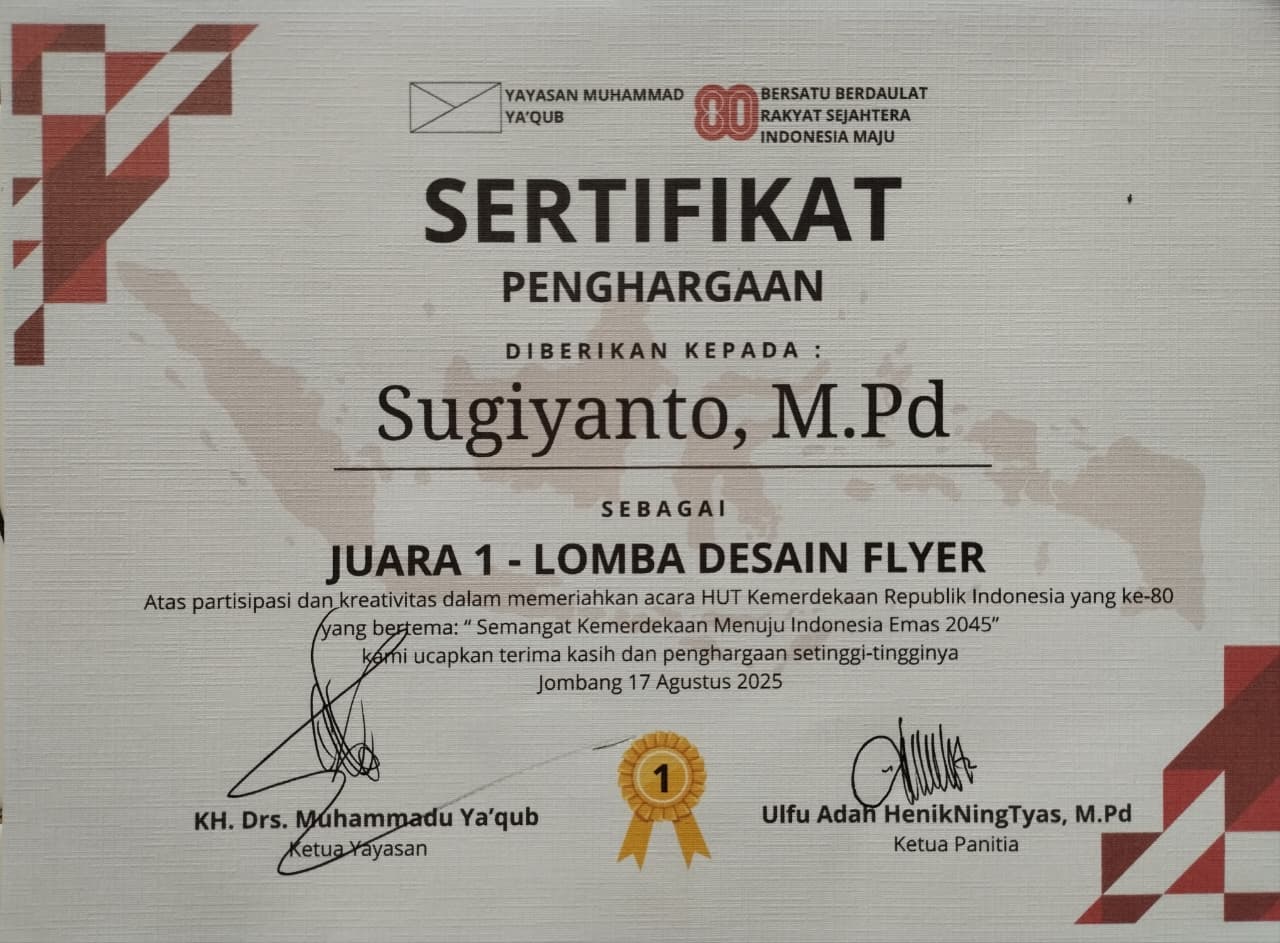 YAYASAN MUHAMMAD
YA'QUB
80
BERSATU BERDAULAT
RAKYAT SEJAHTERA
INDONESIA MAJU
SERTIFIKAT
PENGHARGAAN
DIBERIKAN KEPADA :
Sugiyanto, M.Pd
SEBAGAI
JUARA 1 - LOMBA DESAIN FLYER
Atas partisipasi dan kreativitas dalam memeriahkan acara HUT Kemerdekaan Republik Indonesia yang ke-80
yang bertema: “ Semangat Kemerdekaan Menuju Indonesia Emas 2045”
kami ucapkan terima kasih dan penghargaan setinggi-tingginya
Jombang 17 Agustus 2025
1
KH. Drs. Muhammadu Ya’qub
Ketua Yayasan
Ulfu Adah HenikNingTyas, M.Pd
Ketua Panitia